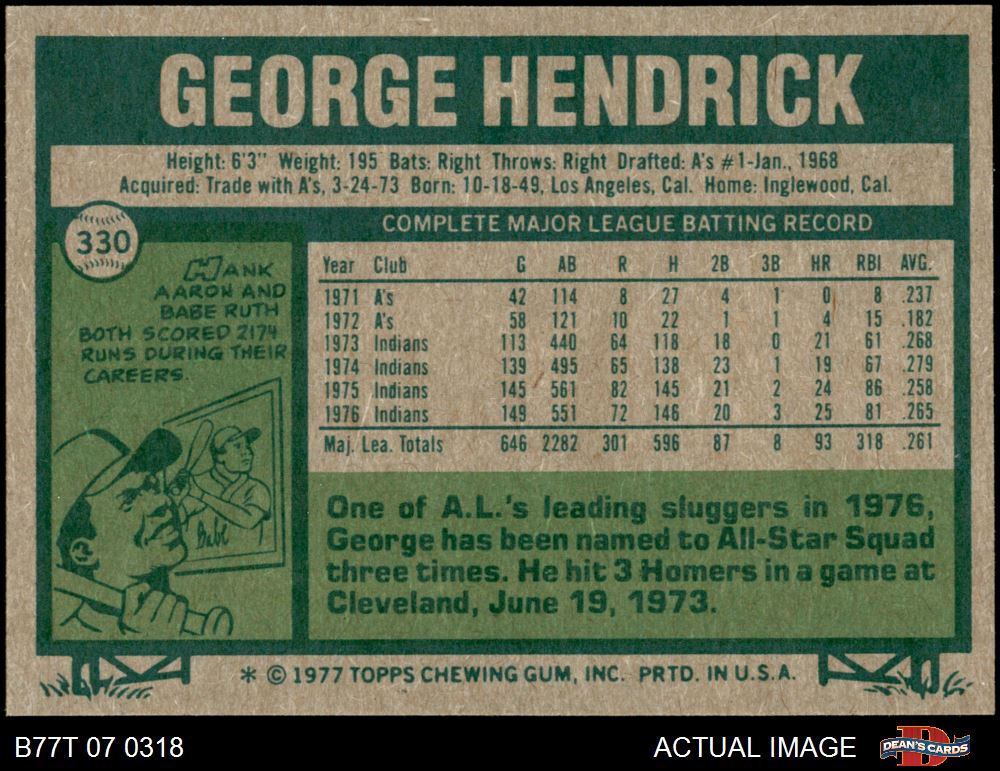 GEORGE HENDRICK
Height: 6'3" Weight: 195 Bats: Right Throws: Right Drafted: A's #1-Jan., 1968
Acquired: Trade with A's, 3-24-73 Born: 10-18-49, Los Angeles, Cal. Home: Inglewood, Cal.
330
HANK
AARON AND
BABE RUTH
BOTH SCORED 2174
RUNS DURING THEIR
CAREERS.
Babe
COMPLETE MAJOR LEAGUE BATTING RECORD
Year Club G AB R H 2B 3B HR RBI AVG.
1971 A's 42 114 8 27 4 1 0 8 .237
1972 A's 58 121 10 22 1 1 4 15 .182
1973 Indians 113 440 64 118 18 0 21 61 .268
1974 Indians 139 495 65 138 23 1 19 67 .279
1975 Indians 145 561 82 145 21 2 24 86 .258
1976 Indians 149 551 72 146 20 3 25 81 .265
Maj. Lea. Totals 646 2282 301 596 87 8 93 318 .261
One of A.L.'s leading sluggers in 1976,
George has been named to All-Star Squad
three times. He hit 3 Homers in a game at
Cleveland, June 19, 1973.
* © 1977 TOPPS CHEWING GUM, INC. PRTD. IN U.S.A.
B77T 07 0318
ACTUAL IMAGE
DEAN'S CARDS